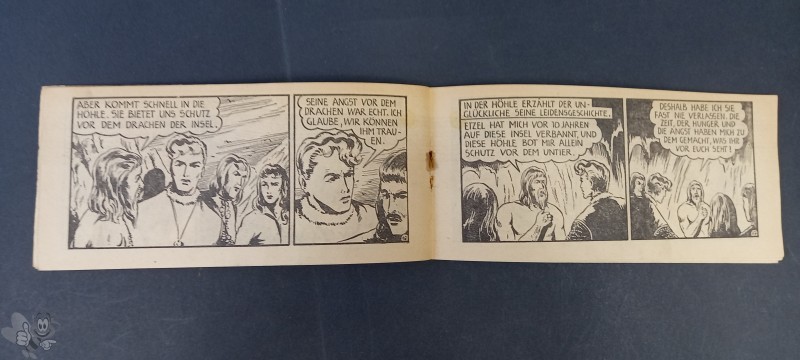 ABER KOMMT SCHNELL IN DIE
HÖHLE. SIE BIETET UNS SCHUTZ
VOR DEM DRACHEN DER INSEL.
SEINE ANGST VOR DEM
DRACHEN WAR ECHT. ICH
GLAUBE, WIR KÖNNEN
IHM TRAU-
EN.
IN DER HÖHLE ERZÄHLT DER UN-
GLÜCKLICHE SEINE LEIDENSGESCHICHTE.
ETZEL HAT MICH VOR 10 JAHREN
AUF DIESE INSEL VERBANNT, UND
DIESE HÖHLE, BOT MIR ALLEIN
SCHUTZ VOR DEM UNTIER.
DESHALB HABE ICH SIE
FAST NIE VERLASSEN. DIE
ZEIT, DER HUNGER UND
DIE ANGST HABEN MICH ZU
DEM GEMACHT, WAS IHR
VOR EUCH SEHT!